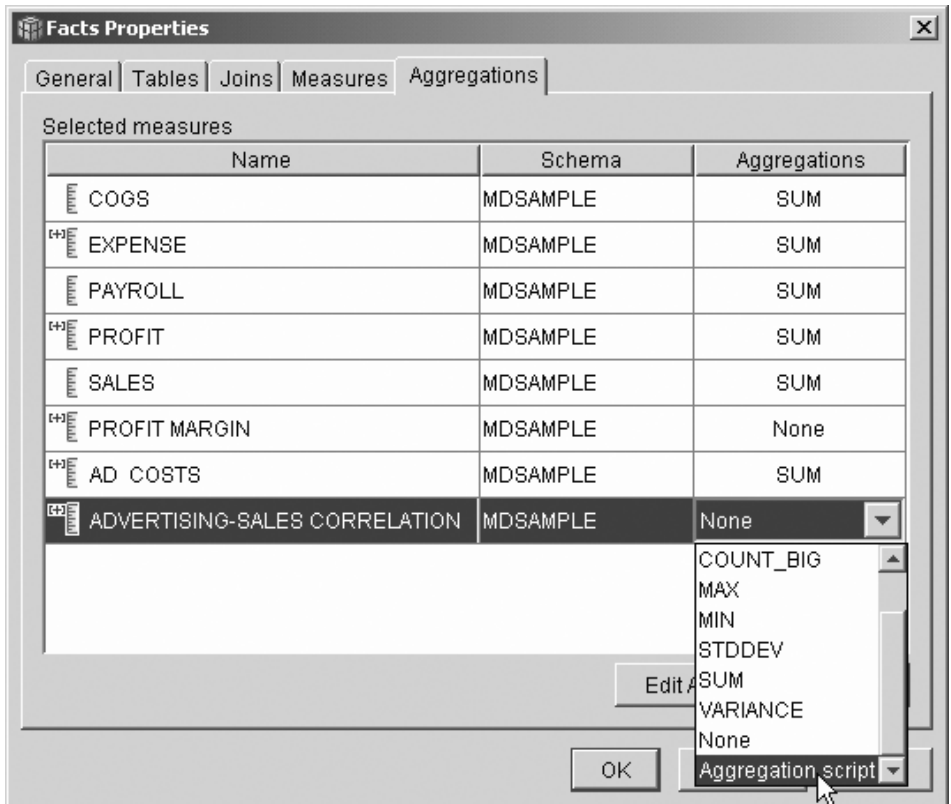 Facts Properties
General Tables Joins Measures Aggregations
Selected measures
Name Schema Aggregations
COGS MDSAMPLE SUM
[+] EXPENSE MDSAMPLE SUM
PAYROLL MDSAMPLE SUM
[+] PROFIT MDSAMPLE SUM
SALES MDSAMPLE SUM
[+] PROFIT MARGIN MDSAMPLE None
[+] AD COSTS MDSAMPLE SUM
[+] ADVERTISING-SALES CORRELATION MDSAMPLE None
COUNT_BIG
MAX
MIN
STDDEV
SUM
VARIANCE
None
Aggregation script
Edit
OK